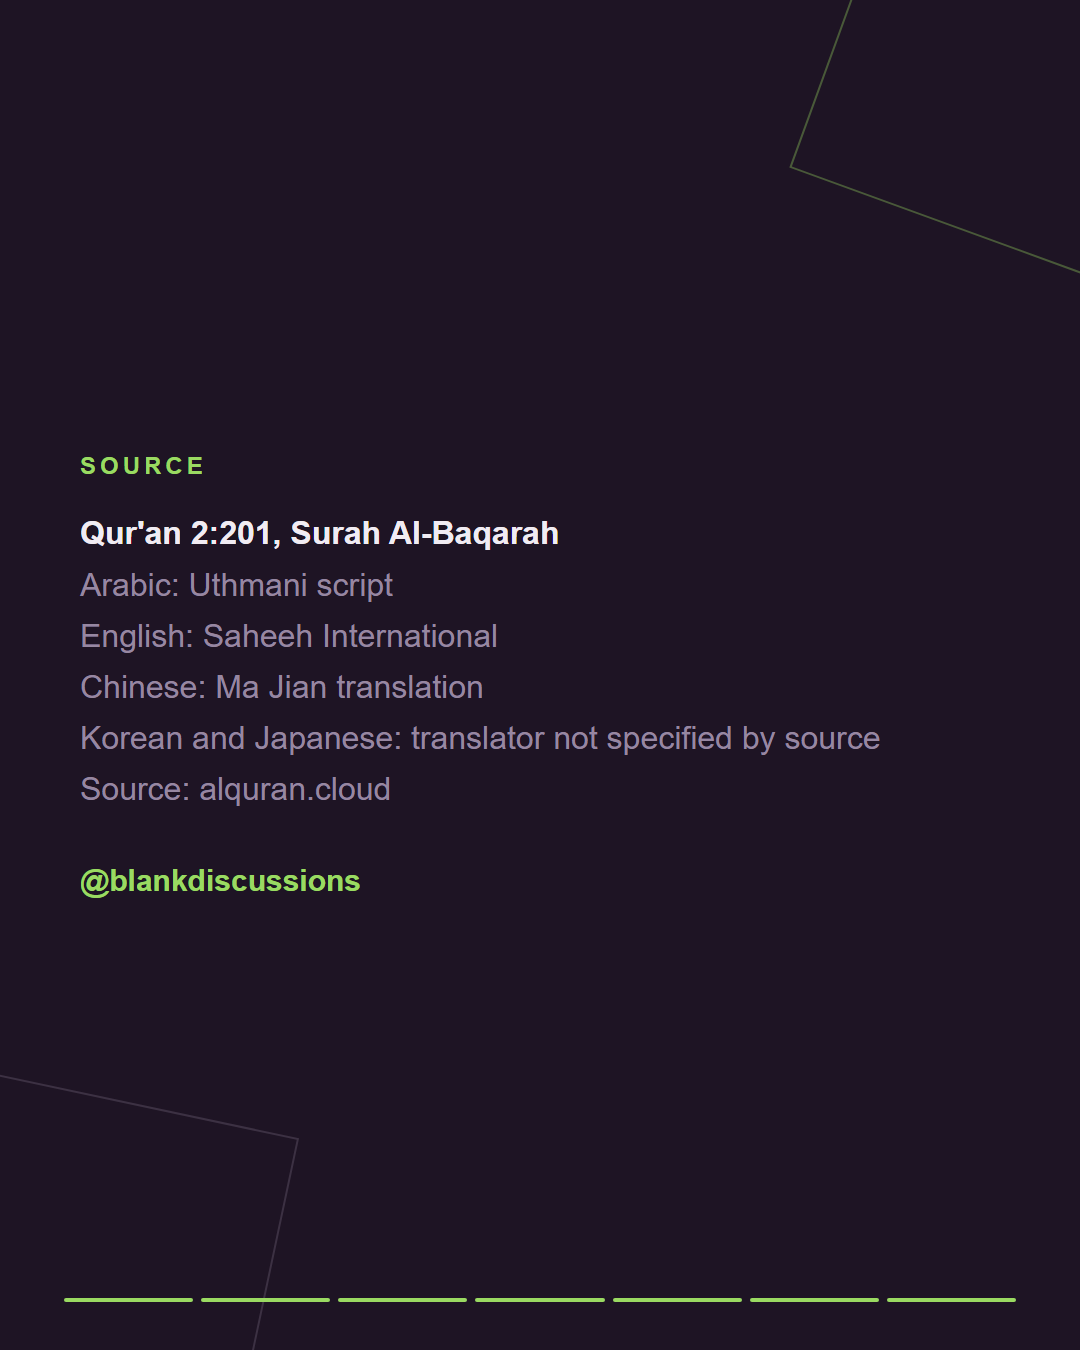 SOURCE
Qur'an 2:201, Surah Al-Baqarah
Arabic: Uthmani script
English: Saheeh International
Chinese: Ma Jian translation
Korean and Japanese: translator not specified by source
Source: alquran.cloud
@blankdiscussions